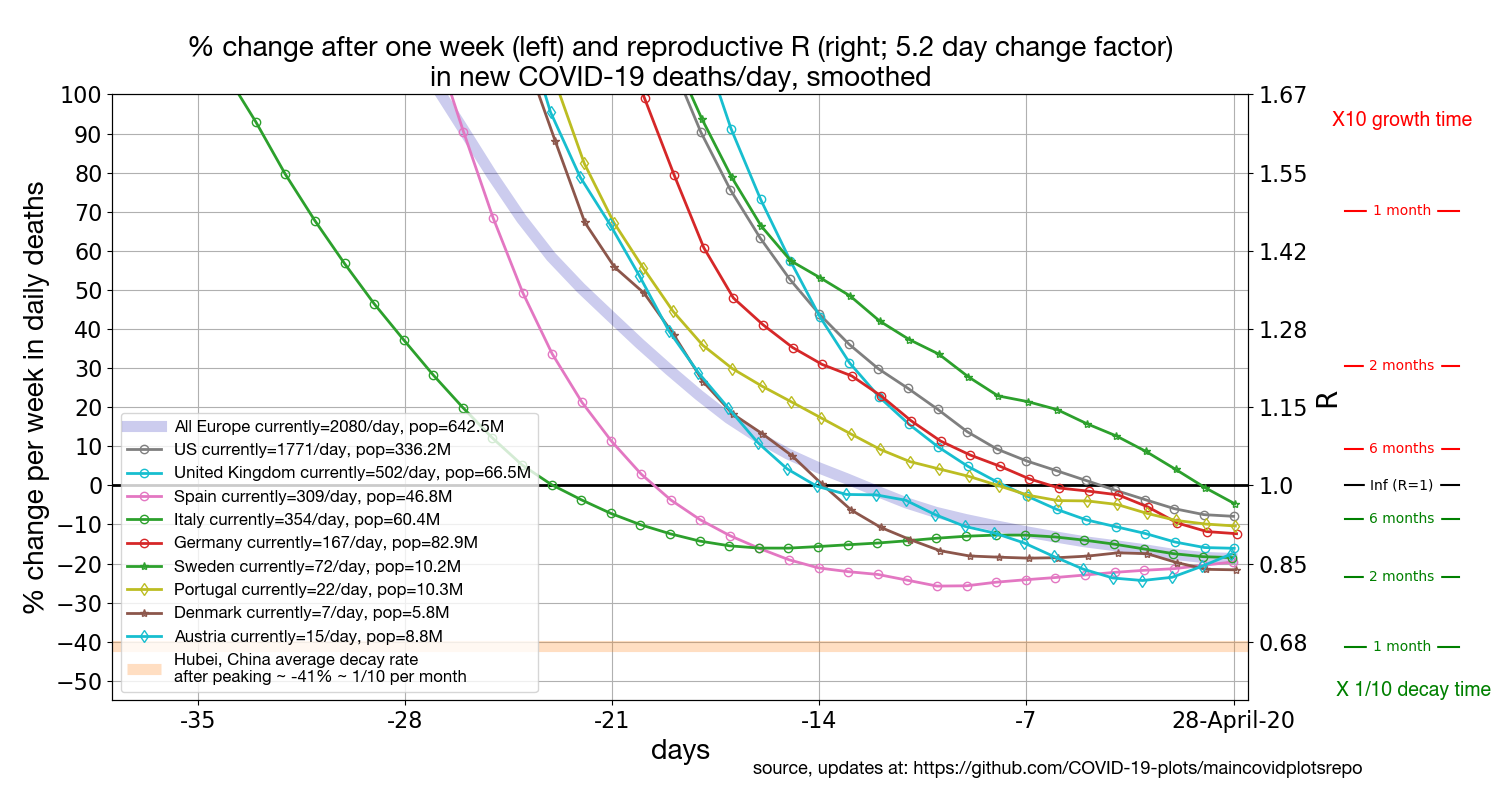 % change after one week (left) and reproductive R (right; 5.2 day change factor)
in new COVID-19 deaths/day, smoothed
% change per week in daily deaths
100
90
80
70
60
50
40
30
20
10
0
−10
−20
−30
−40
−50
All Europe currently=2080/day, pop=642.5M
US currently=1771/day, pop=336.2M
United Kingdom currently=502/day, pop=66.5M
Spain currently=309/day, pop=46.8M
Italy currently=354/day, pop=60.4M
Germany currently=167/day, pop=82.9M
Sweden currently=72/day, pop=10.2M
Portugal currently=22/day, pop=10.3M
Denmark currently=7/day, pop=5.8M
Austria currently=15/day, pop=8.8M
Hubei, China average decay rate
after peaking ~ -41% ~ 1/10 per month
1.67
1.55
1.42
1.28
1.15
1.0
0.85
0.68
R
X10 growth time
1 month
2 months
6 months
Inf (R=1)
6 months
2 months
1 month
X 1/10 decay time
-35
-28
-21
-14
-7
28-April-20
days
source, updates at: https://github.com/COVID-19-plots/maincovidplotsrepo